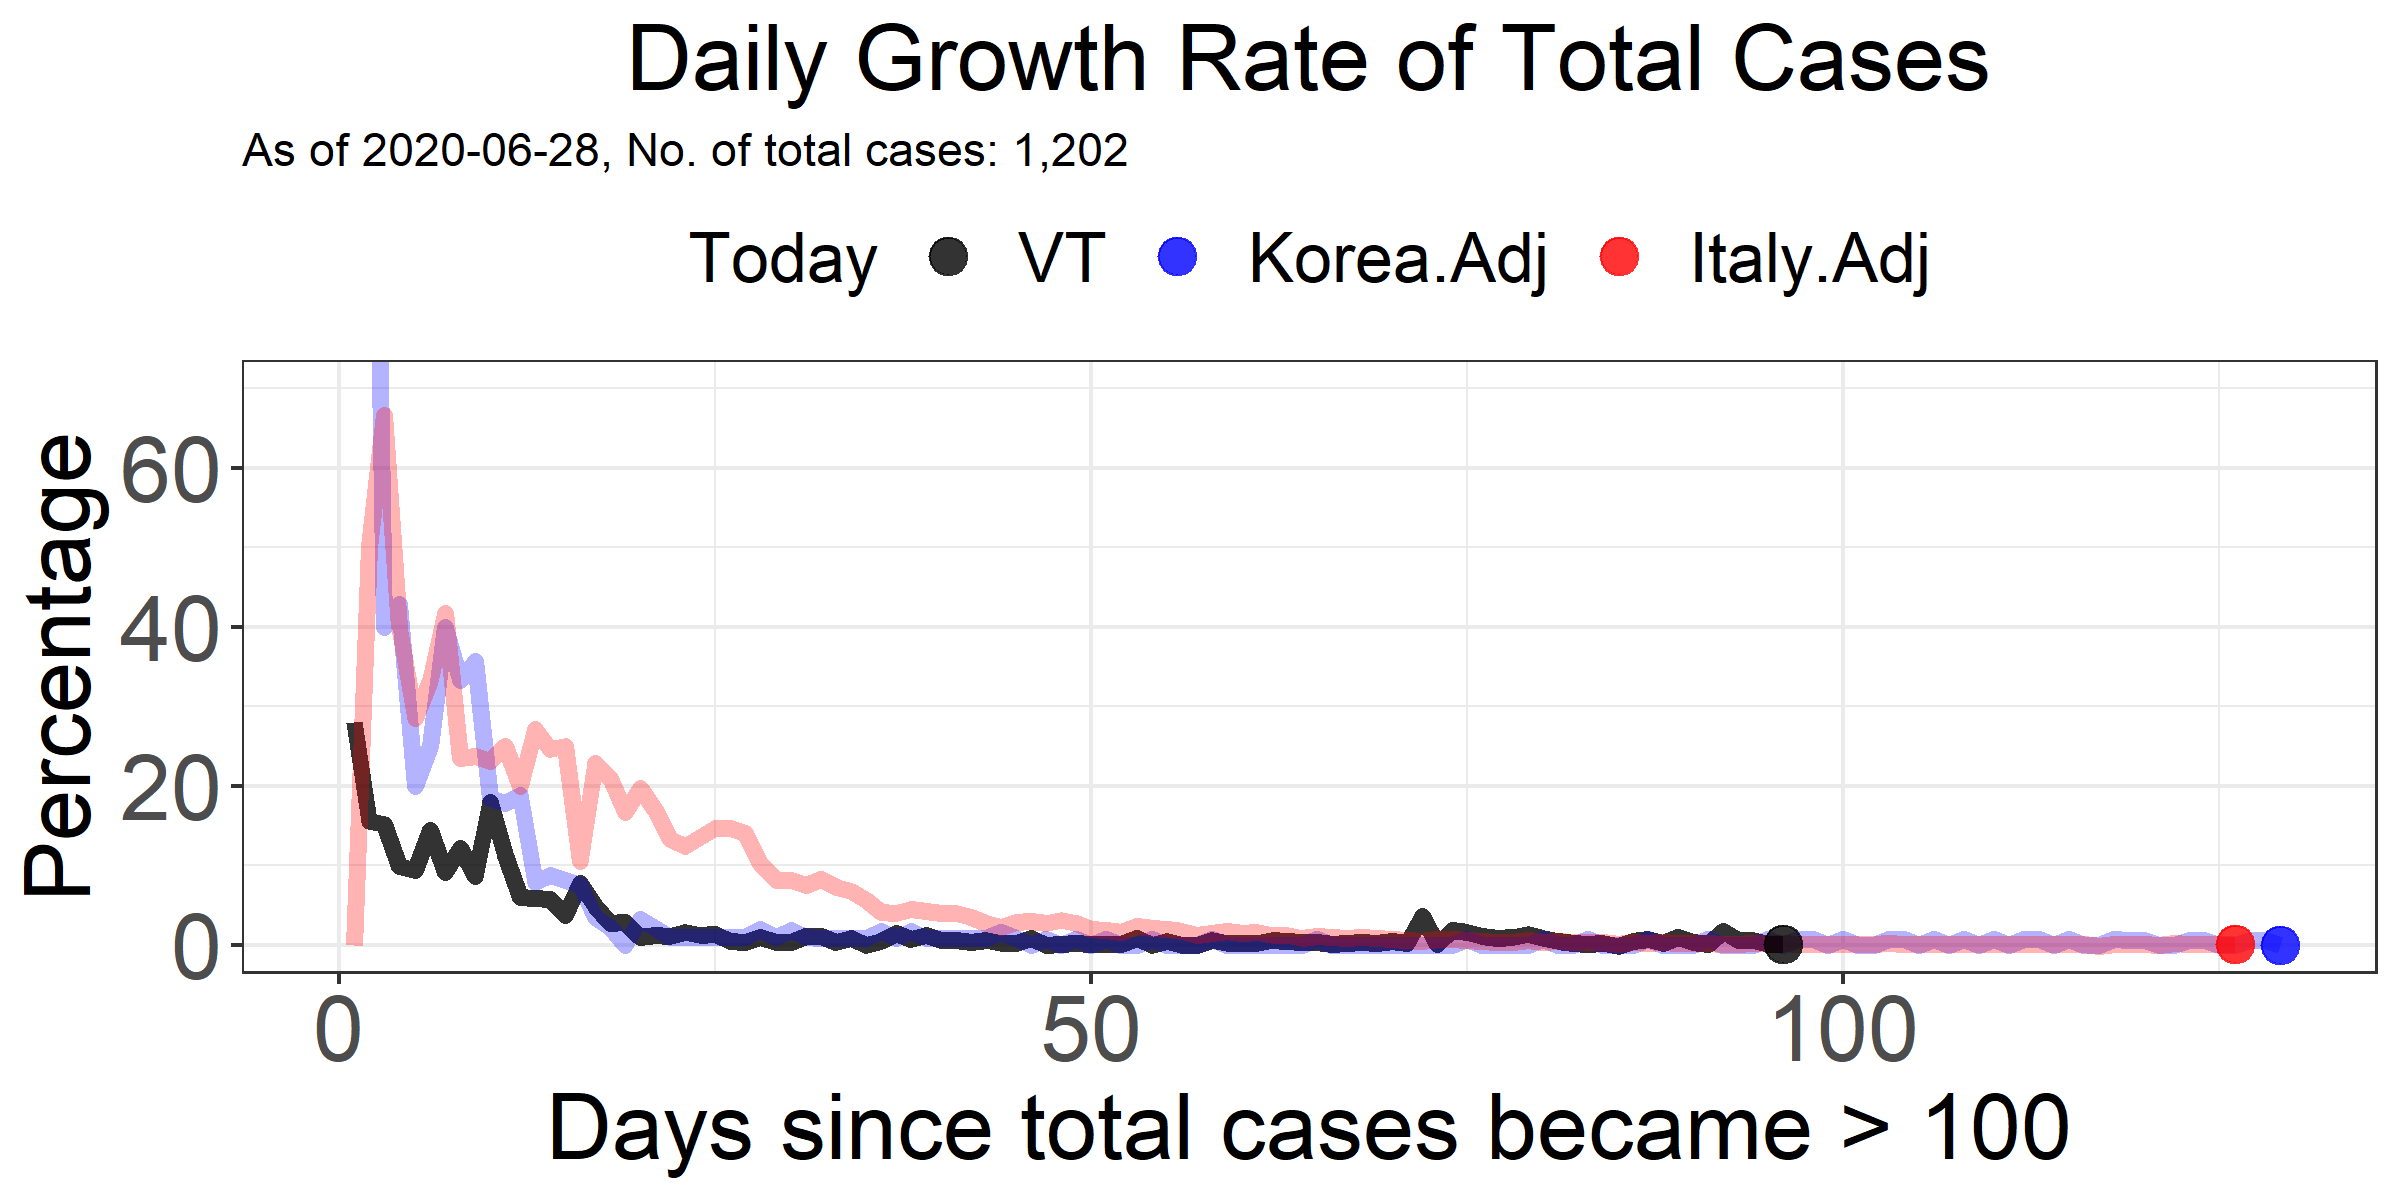 Daily Growth Rate of Total Cases
As of 2020-06-28, No. of total cases: 1,202
Today VT Korea.Adj Italy.Adj
Percentage
60
40
20
0
0 50 100
Days since total cases became > 100